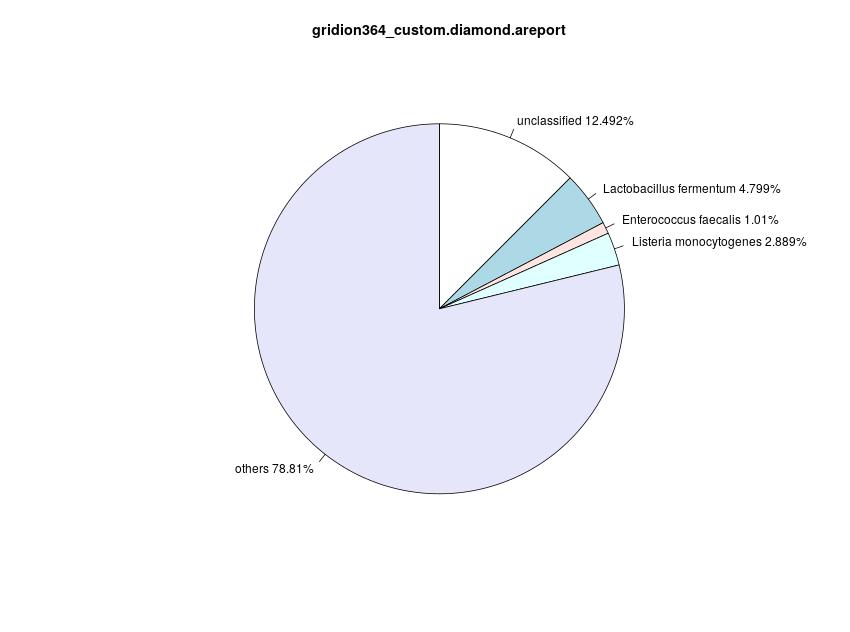 gridion364_custom.diamond.areport
unclassified 12.492%
Lactobacillus fermentum 4.799%
Enterococcus faecalis 1.01%
Listeria monocytogenes 2.889%
others 78.81%